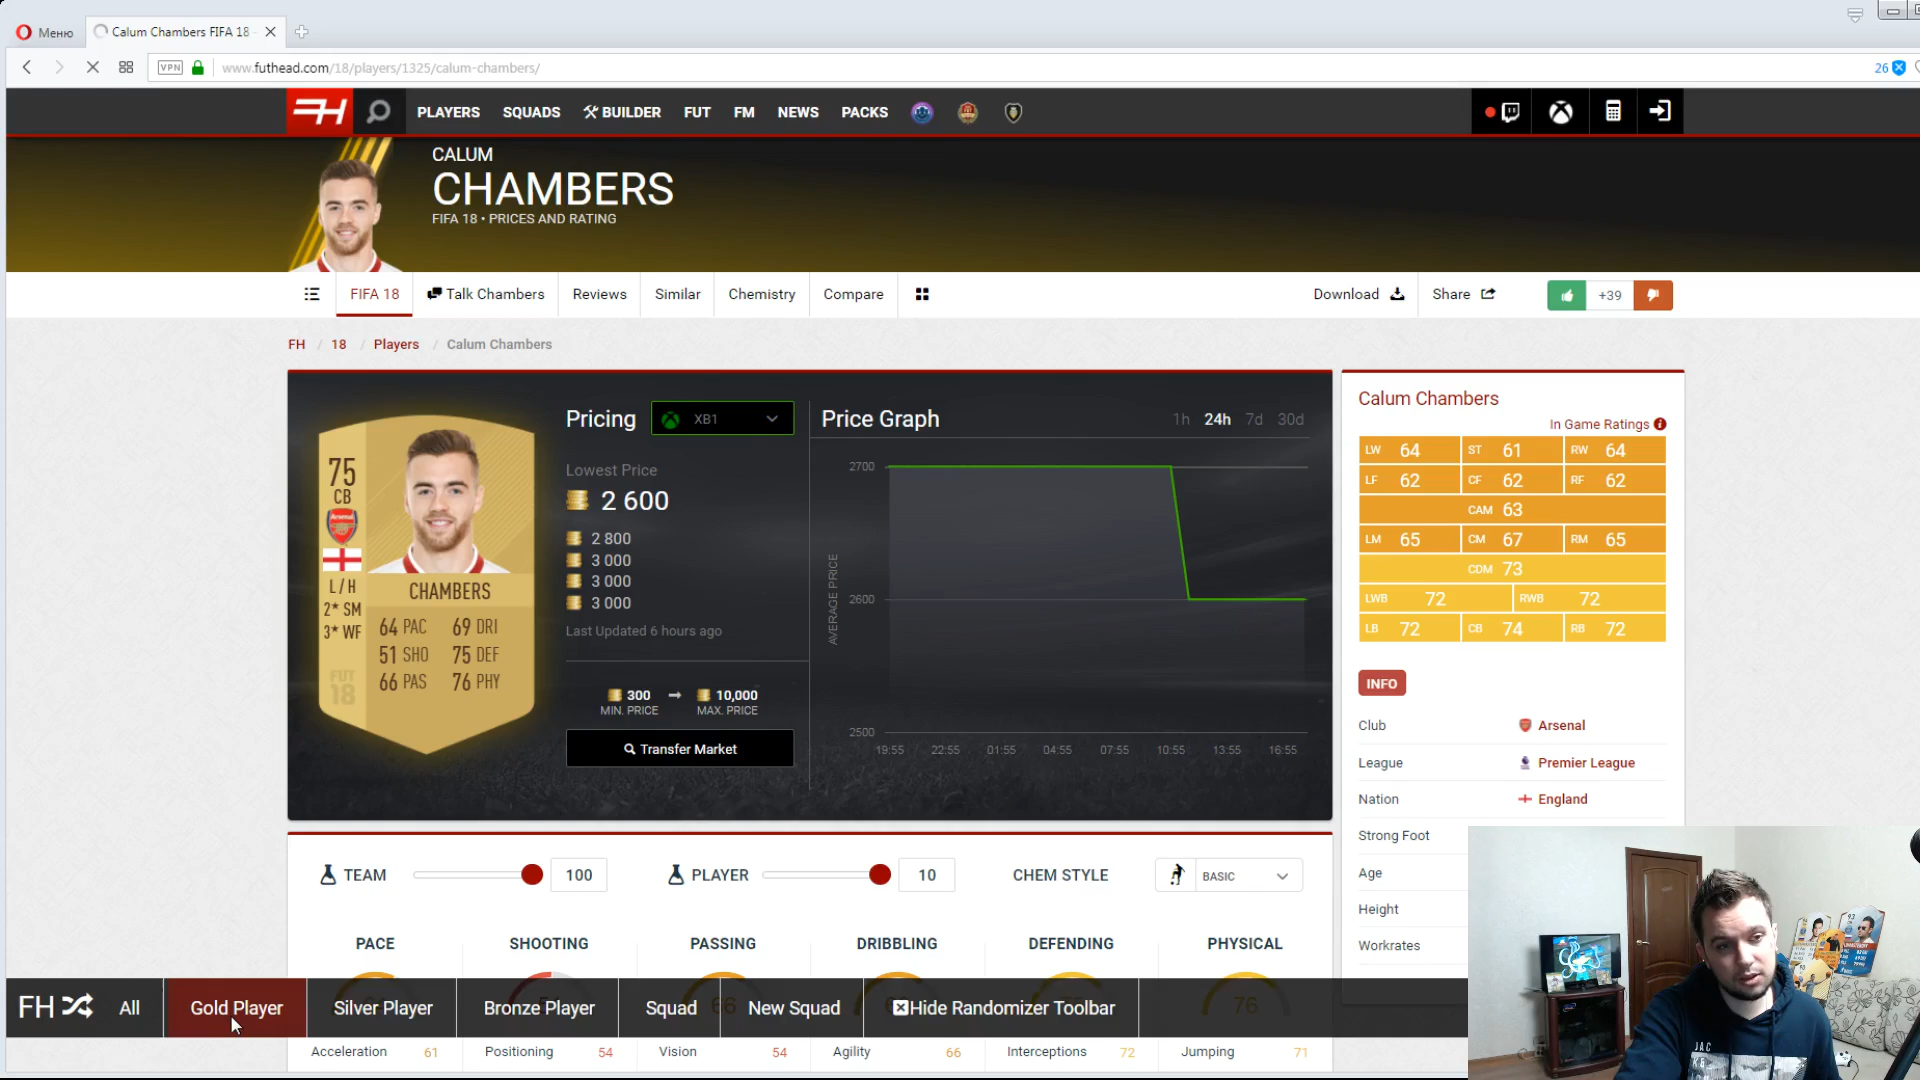 Меню
Calum Chambers FIFA 18 -
VPN www.futhead.com/18/players/1325/calum-chambers/
26
FH PLAYERS SQUADS BUILDER FUT FM NEWS PACKS
CALUM
CHAMBERS
FIFA 18 • PRICES AND RATING
FIFA 18 Talk Chambers Reviews Similar Chemistry Compare Download Share +39
FH / 18 / Players / Calum Chambers
75
CB
Arsenal
L / H
2* SM
3* WF
FUT
18
CHAMBERS
64 PAC 69 DRI
51 SHO 75 DEF
66 PAS 76 PHY
Pricing XB1
Lowest Price
2 600
2 800
3 000
3 000
3 000
Last Updated 6 hours ago
300 10,000
MIN. PRICE MAX. PRICE
Transfer Market
Price Graph 1h 24h 7d 30d
AVERAGE PRICE
2700
2600
2500
19:55 22:55 01:55 04:55 07:55 10:55 13:55 16:55
Calum Chambers
In Game Ratings
LW 64 ST 61 RW 64
LF 62 CF 62 RF 62
CAM 63
LM 65 CM 67 RM 65
CDM 73
LWB 72 RWB 72
LB 72 CB 74 RB 72
INFO
Club Arsenal
League Premier League
Nation England
Strong Foot
Age
Height
Workrates
TEAM 100 PLAYER 10 CHEM STYLE BASIC
PACE SHOOTING PASSING DRIBBLING DEFENDING PHYSICAL
66 76
FH All Gold Player Silver Player Bronze Player Squad New Squad Hide Randomizer Toolbar
Acceleration 61 Positioning 54 Vision 54 Agility 66 Interceptions 72 Jumping 71
93
JAC